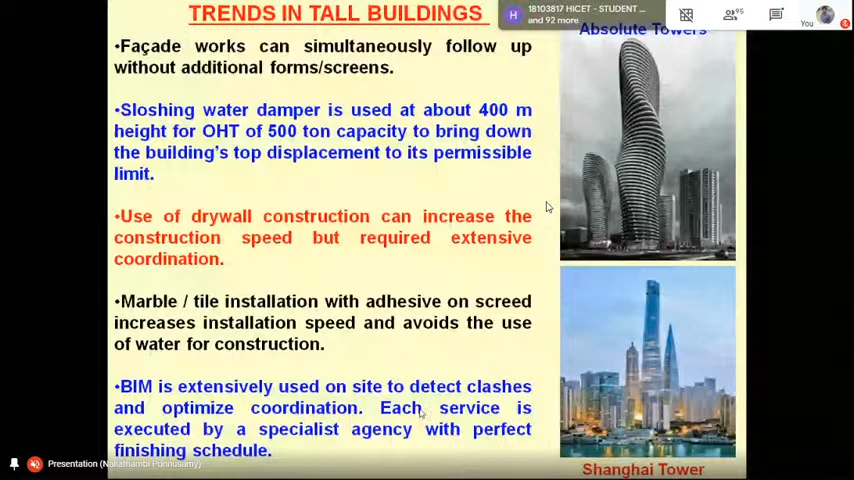 TRENDS IN TALL BUILDINGS
18103817 HICET - STUDENT ...
and 92 more
95
You
Absolute Towers
•Façade works can simultaneously follow up
without additional forms/screens.
•Sloshing water damper is used at about 400 m
height for OHT of 500 ton capacity to bring down
the building's top displacement to its permissible
limit.
•Use of drywall construction can increase the
construction speed but required extensive
coordination.
•Marble / tile installation with adhesive on screed
increases installation speed and avoids the use
of water for construction.
•BIM is extensively used on site to detect clashes
and optimize coordination. Each service is
executed by a specialist agency with perfect
finishing schedule.
Shanghai Tower
Presentation (Nallathambi Ponnusamy)
H